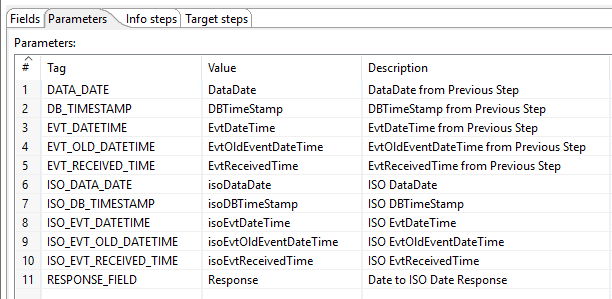 Fields Parameters Info steps Target steps
Parameters:
# Tag Value Description
1 DATA_DATE DataDate DataDate from Previous Step
2 DB_TIMESTAMP DBTimeStamp DBTimeStamp from Previous Step
3 EVT_DATETIME EvtDateTime EvtDateTime from Previous Step
4 EVT_OLD_DATETIME EvtOldEventDateTime EvtOldEventDateTime from Previous Step
5 EVT_RECEIVED_TIME EvtReceivedTime EvtReceivedTime from Previous Step
6 ISO_DATA_DATE isoDataDate ISO DataDate
7 ISO_DB_TIMESTAMP isoDBTimeStamp ISO DBTimeStamp
8 ISO_EVT_DATETIME isoEvtDateTime ISO EvtDateTime
9 ISO_EVT_OLD_DATETIME isoEvtOldEventDateTime ISO EvtOldEventDateTime
10 ISO_EVT_RECEIVED_TIME isoEvtReceivedTime ISO EvtReceivedTime
11 RESPONSE_FIELD Response Date to ISO Date Response